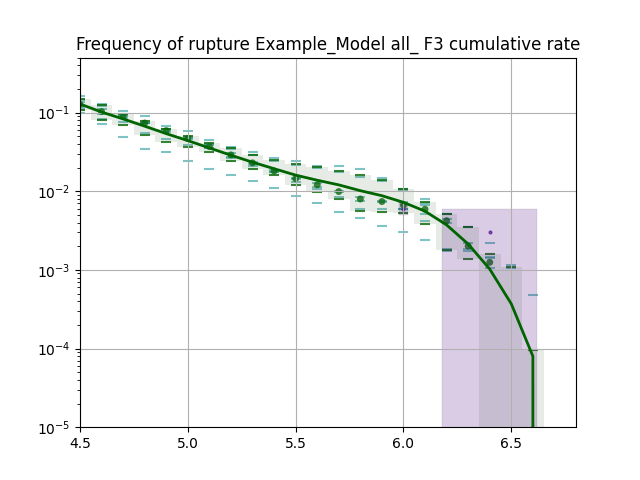 Frequency of rupture Example_Model all_ F3 cumulative rate
10⁻¹
10⁻²
10⁻³
10⁻⁴
10⁻⁵
4.5 5.0 5.5 6.0 6.5